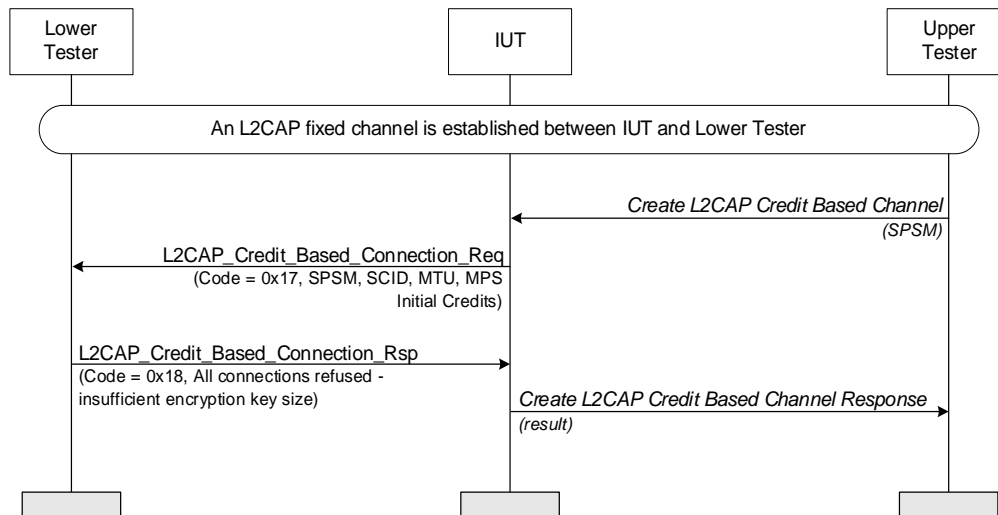 Lower
Tester
IUT
Upper
Tester
An L2CAP fixed channel is established between IUT and Lower Tester
Create L2CAP Credit Based Channel
(SPSM)
L2CAP_Credit_Based_Connection_Req
(Code = 0x17, SPSM, SCID, MTU, MPS
Initial Credits)
L2CAP_Credit_Based_Connection_Rsp
(Code = 0x18, All connections refused -
insufficient encryption key size)
Create L2CAP Credit Based Channel Response
(result)